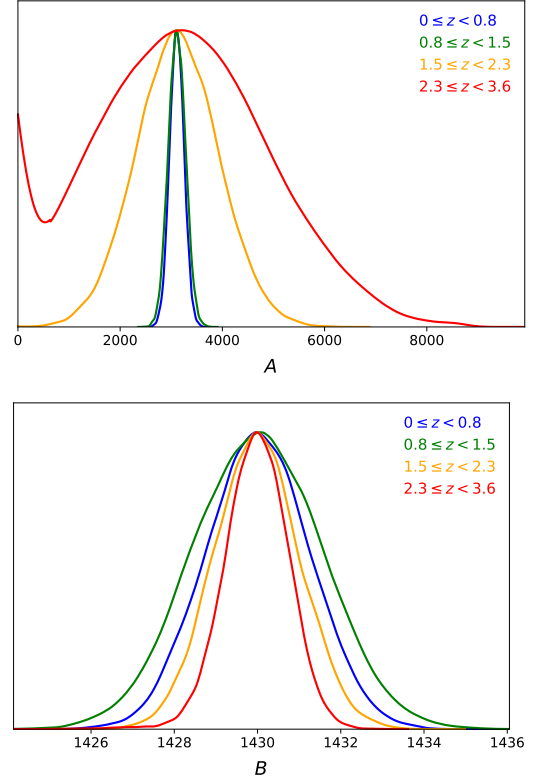 0 ≤ z < 0.8
0.8 ≤ z < 1.5
1.5 ≤ z < 2.3
2.3 ≤ z < 3.6
0 2000 4000 6000 8000
A
0 ≤ z < 0.8
0.8 ≤ z < 1.5
1.5 ≤ z < 2.3
2.3 ≤ z < 3.6
1426 1428 1430 1432 1434 1436
B